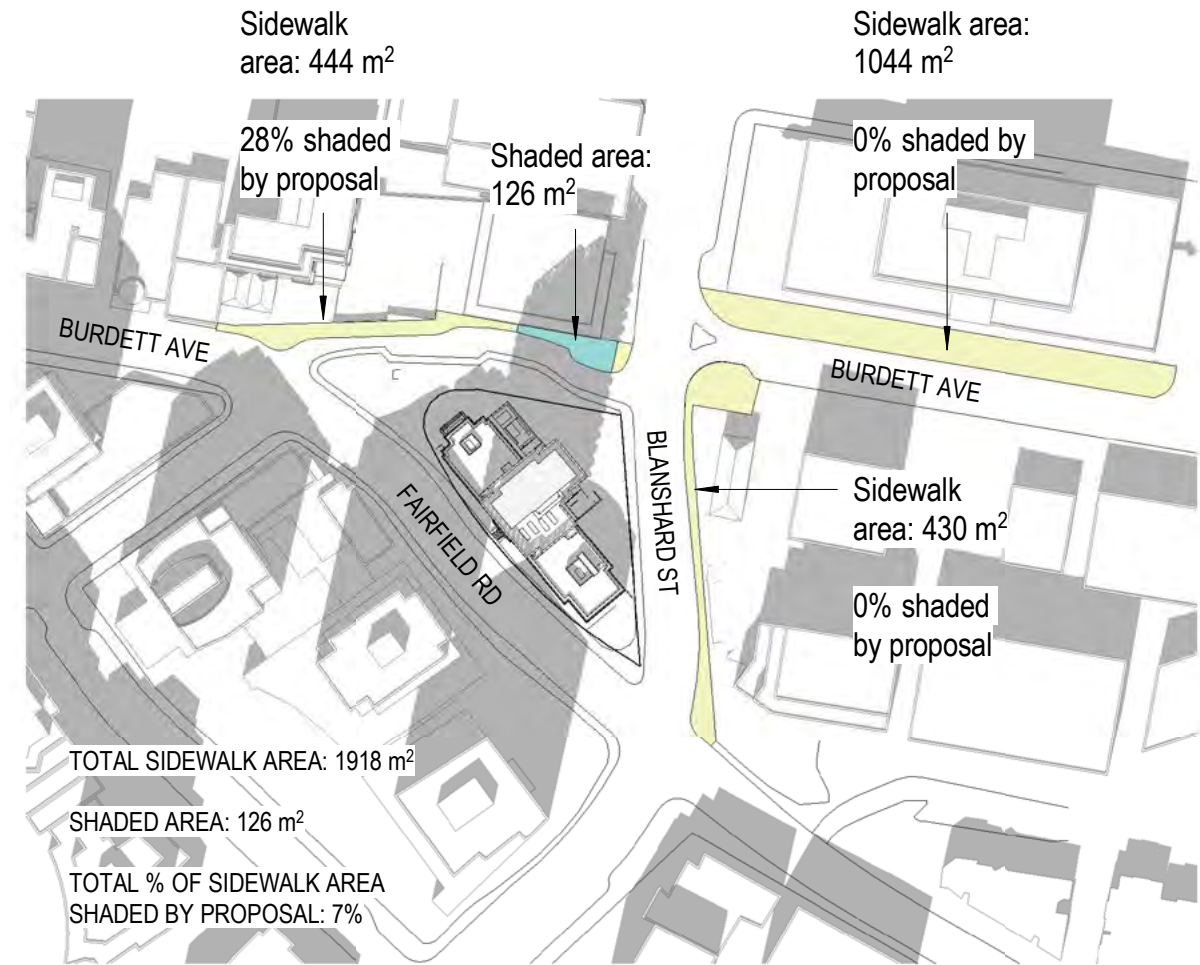 Sidewalk
area: 444 m²
Sidewalk area:
1044 m²
28% shaded
by proposal
Shaded area:
126 m²
0% shaded by
proposal
BURDETT AVE
BURDETT AVE
BLANSHARD ST
FAIRFIELD RD
Sidewalk
area: 430 m²
0% shaded
by proposal
TOTAL SIDEWALK AREA: 1918 m²
SHADED AREA: 126 m²
TOTAL % OF SIDEWALK AREA
SHADED BY PROPOSAL: 7%